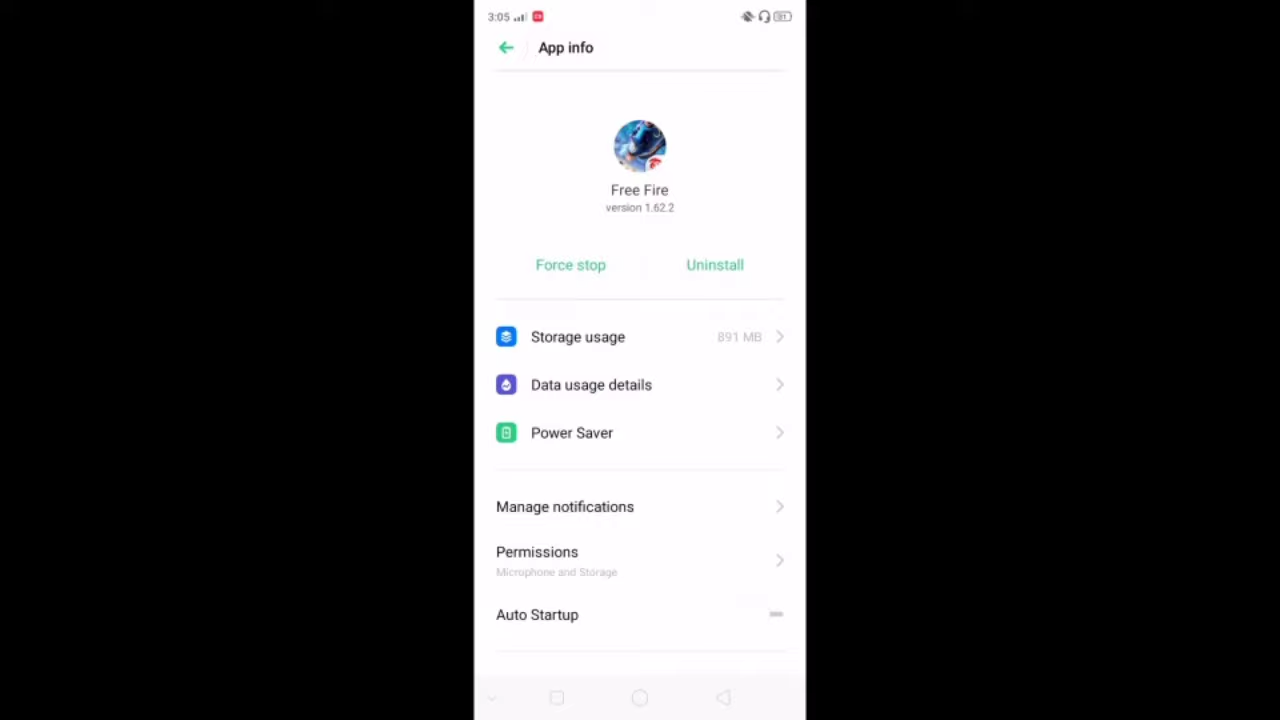 3:05
App info
Free Fire
version 1.62.2
Force stop
Uninstall
Storage usage 891 MB
Data usage details
Power Saver
Manage notifications
Permissions
Microphone and Storage
Auto Startup